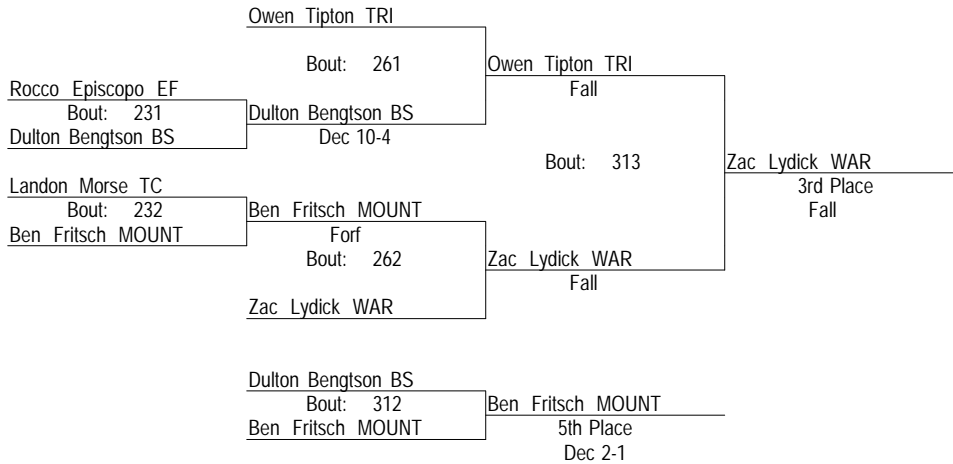 Owen Tipton TRI
Bout: 261
Owen Tipton TRI
Fall
Rocco Episcopo EF
Bout: 231
Dulton Bengtson BS
Dulton Bengtson BS
Dec 10-4
Bout: 313
Zac Lydick WAR
3rd Place
Fall
Landon Morse TC
Bout: 232
Ben Fritsch MOUNT
Ben Fritsch MOUNT
Forf
Bout: 262
Zac Lydick WAR
Fall
Zac Lydick WAR
Dulton Bengtson BS
Bout: 312
Ben Fritsch MOUNT
Ben Fritsch MOUNT
5th Place
Dec 2-1